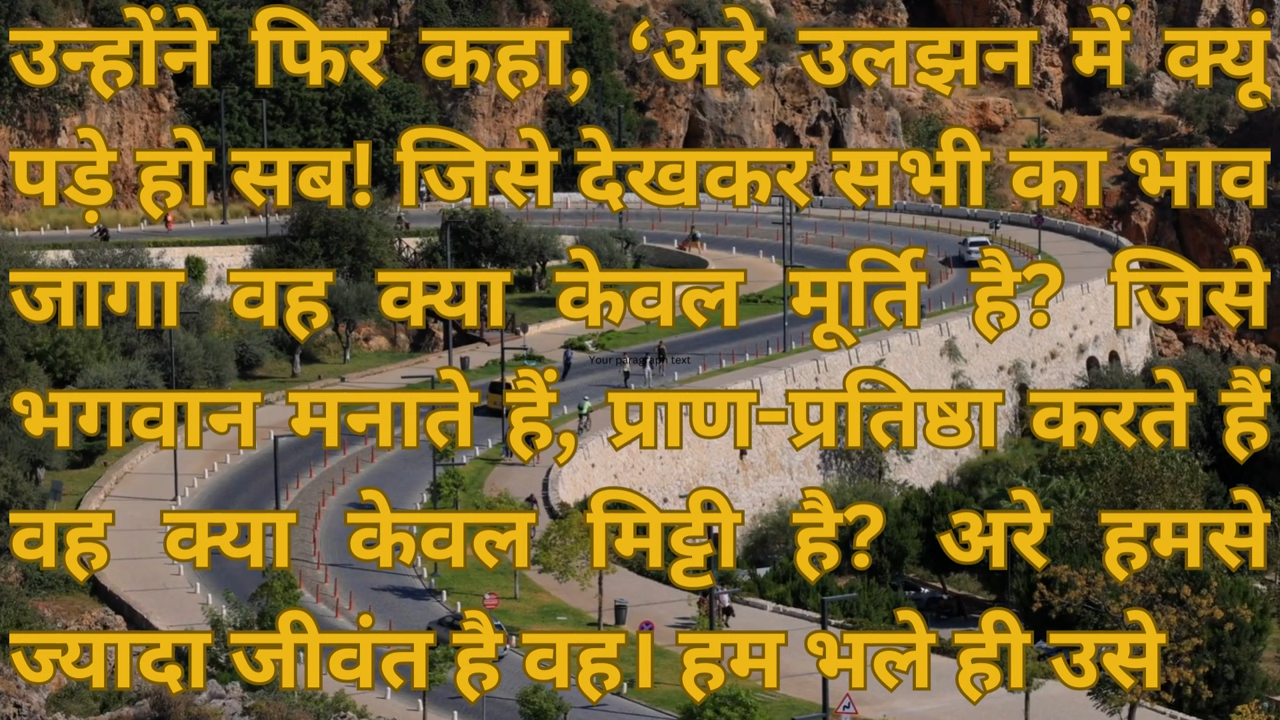 उन्होंने फिर कहा, ‘अरे उलझन में क्यूं
पड़े हो सब! जिसे देखकर सभी का भाव
जागा वह क्या केवल मूर्ति है? जिसे
Your paragraph text
भगवान मनाते हैं, प्राण-प्रतिष्ठा करते हैं
वह क्या केवल मिट्टी है? अरे हमसे
ज्यादा जीवंत है वह। हम भले ही उसे